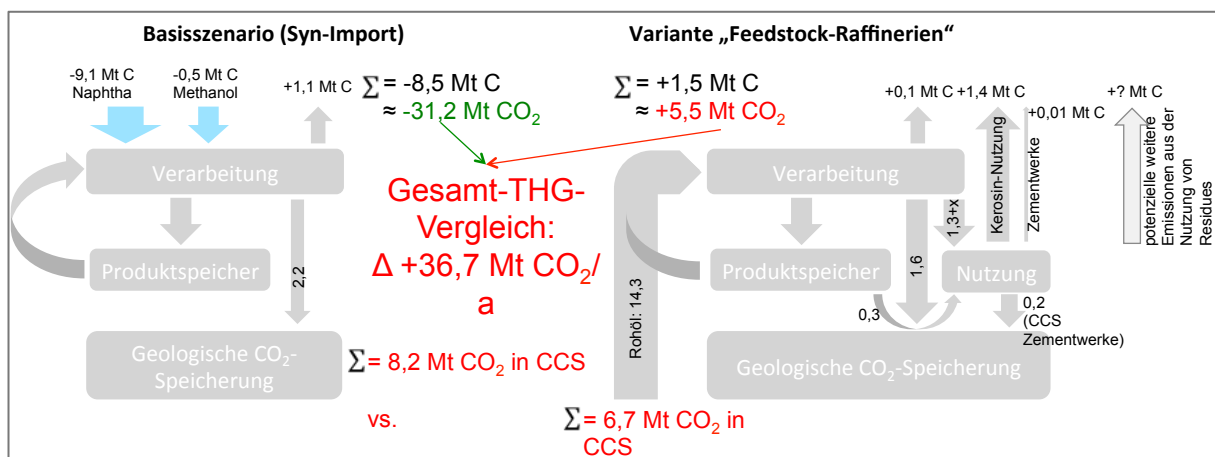 Basisszenario (Syn-Import)
-9,1 Mt C
Naphtha
-0,5 Mt C
Methanol
+1,1 Mt C
∑ = -8,5 Mt C
≈ -31,2 Mt CO₂
Verarbeitung
Produktspeicher
2,2
Geologische CO₂-
Speicherung
Gesamt-THG-
Vergleich:
Δ +36,7 Mt CO₂/
a
∑ = 8,2 Mt CO₂ in CCS
vs.
∑ = 6,7 Mt CO₂ in
CCS
Variante „Feedstock-Raffinerien“
∑ = +1,5 Mt C
≈ +5,5 Mt CO₂
+0,1 Mt C
+1,4 Mt C
+0,01 Mt C
+? Mt C
Verarbeitung
Kerosin-Nutzung
Zementwerke
potenzielle weitere
Emissionen aus der
Nutzung von
Residues
1,3+x
Produktspeicher
1,6
Nutzung
Rohöl: 14,3
0,3
0,2
(CCS
Zementwerke)
Geologische CO₂-Speicherung